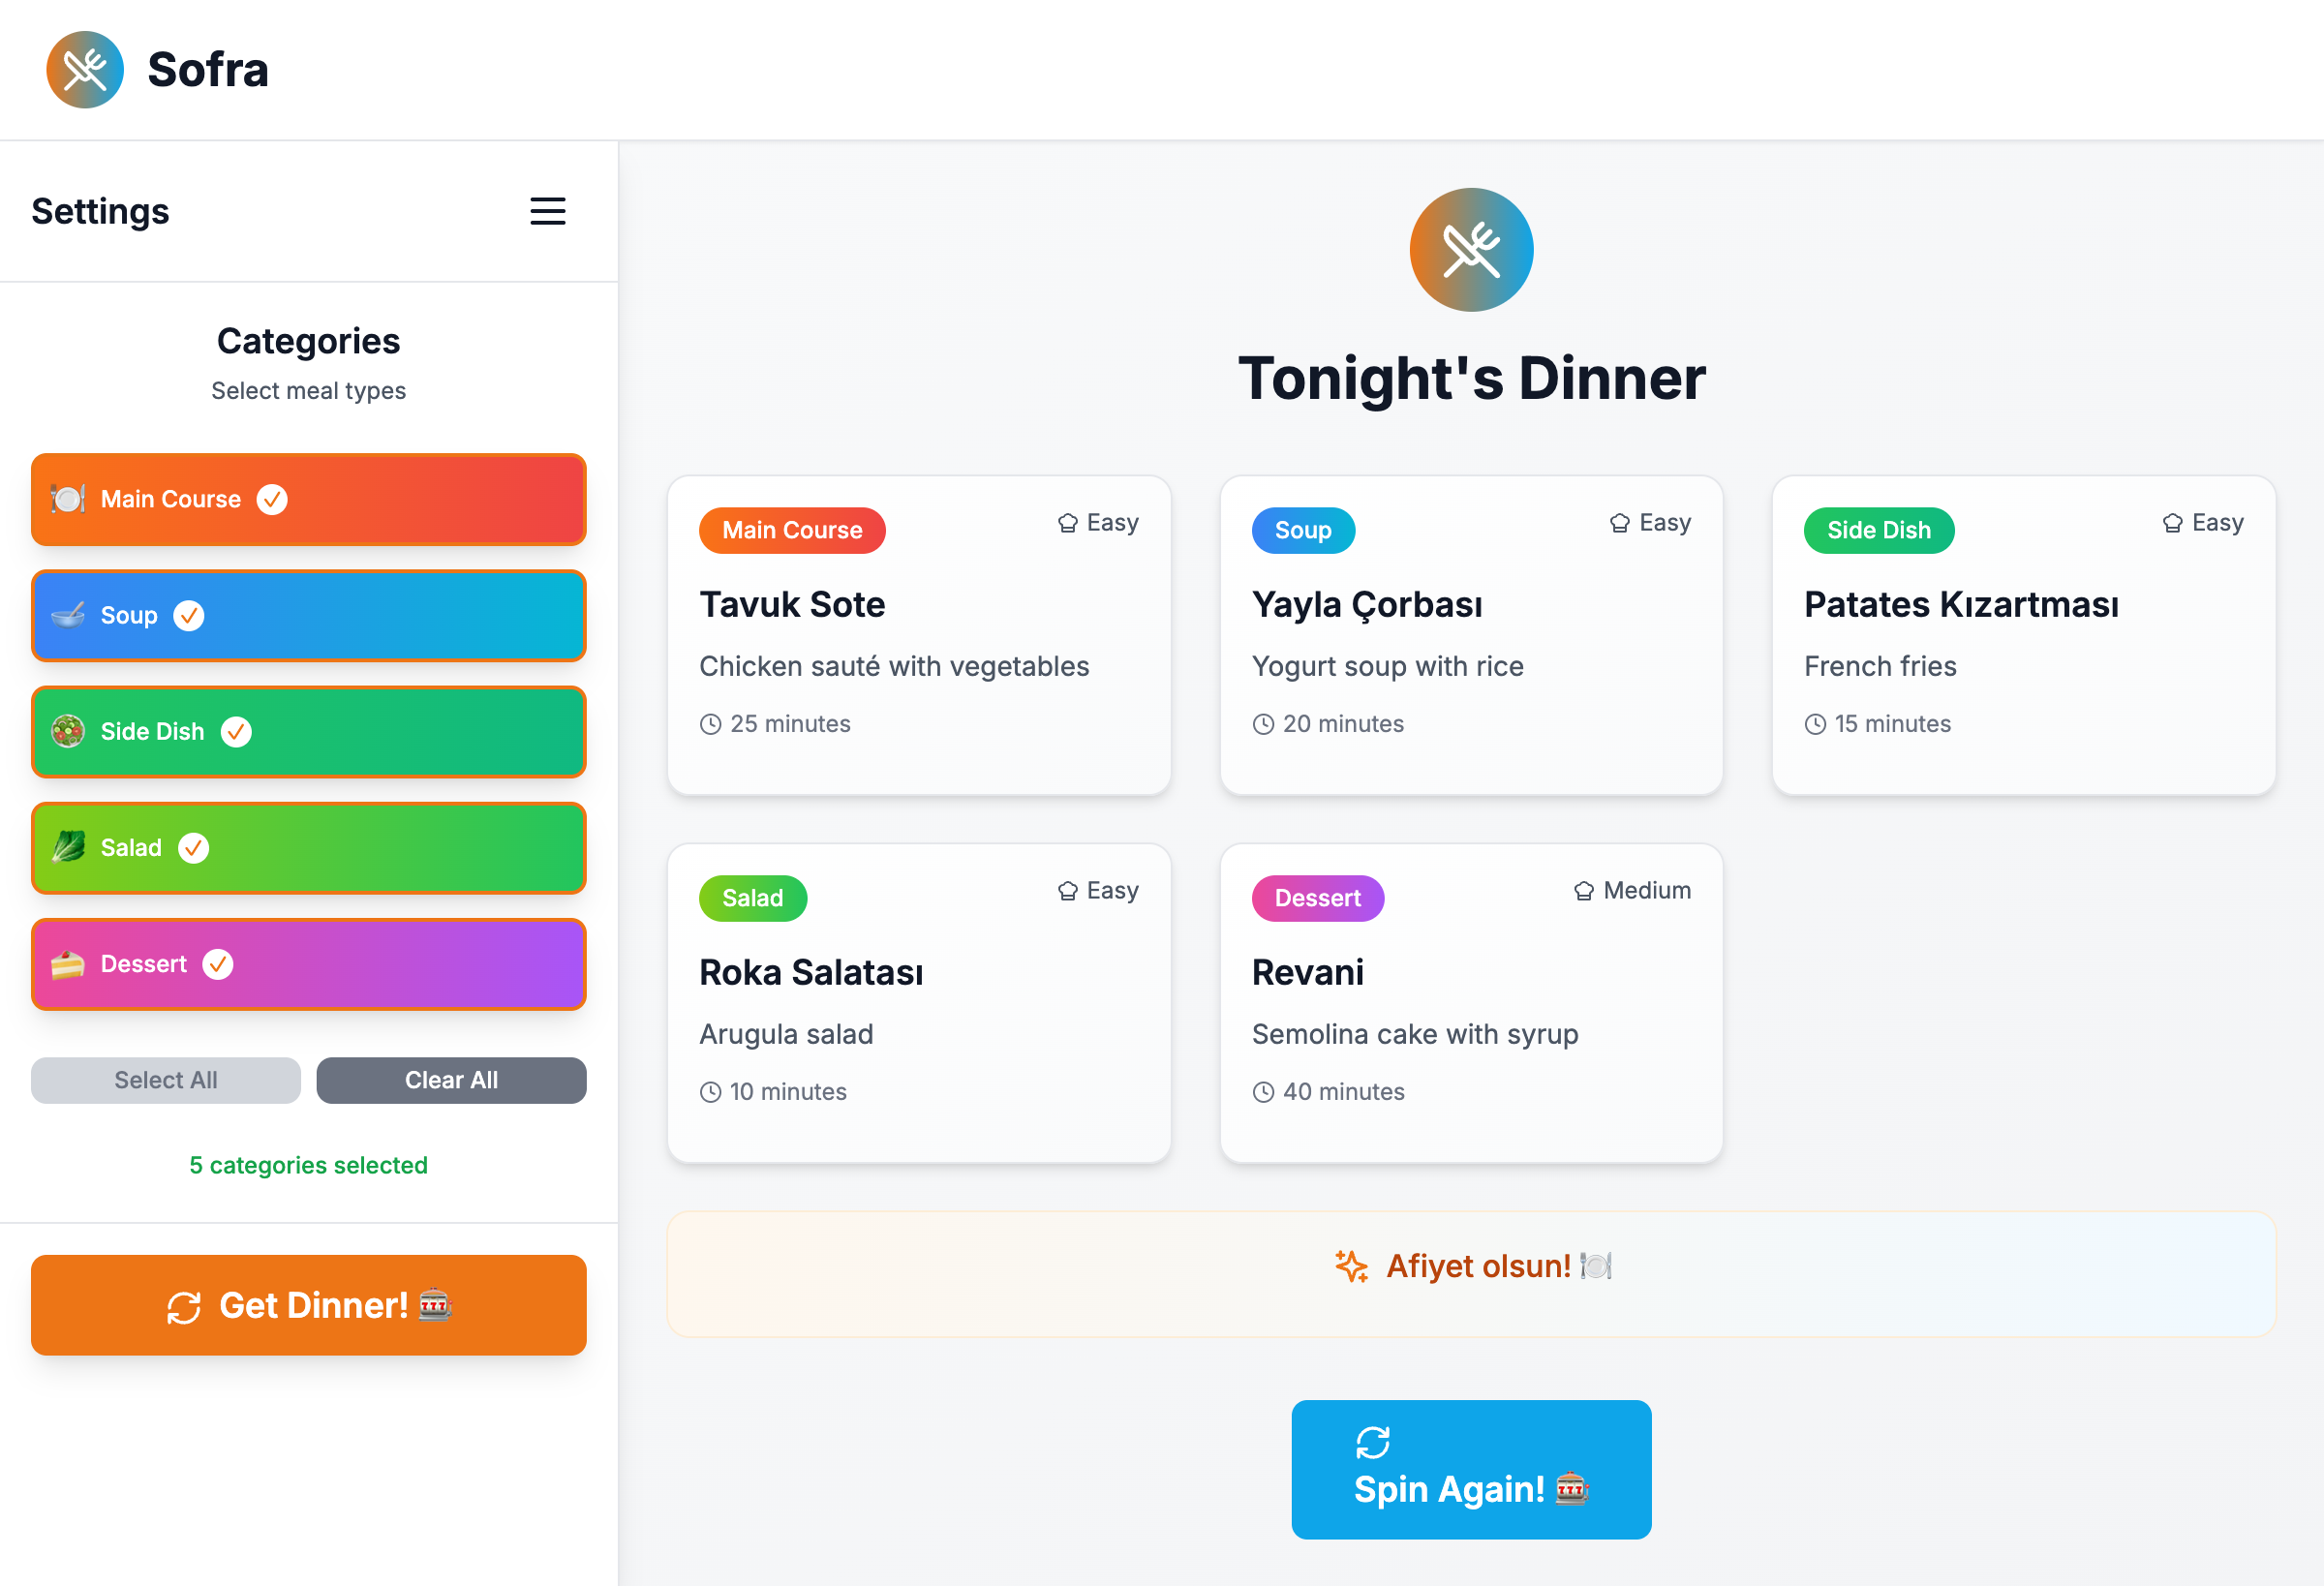 Sofra
Settings
Categories
Select meal types
Main Course
Soup
Side Dish
Salad
Dessert
Select All
Clear All
5 categories selected
Get Dinner! 🎰
Tonight's Dinner
Main Course
Easy
Tavuk Sote
Chicken sauté with vegetables
25 minutes
Soup
Easy
Yayla Çorbası
Yogurt soup with rice
20 minutes
Side Dish
Easy
Patates Kızartması
French fries
15 minutes
Salad
Easy
Roka Salatası
Arugula salad
10 minutes
Dessert
Medium
Revani
Semolina cake with syrup
40 minutes
Afiyet olsun! 🍽️
Spin Again! 🎰